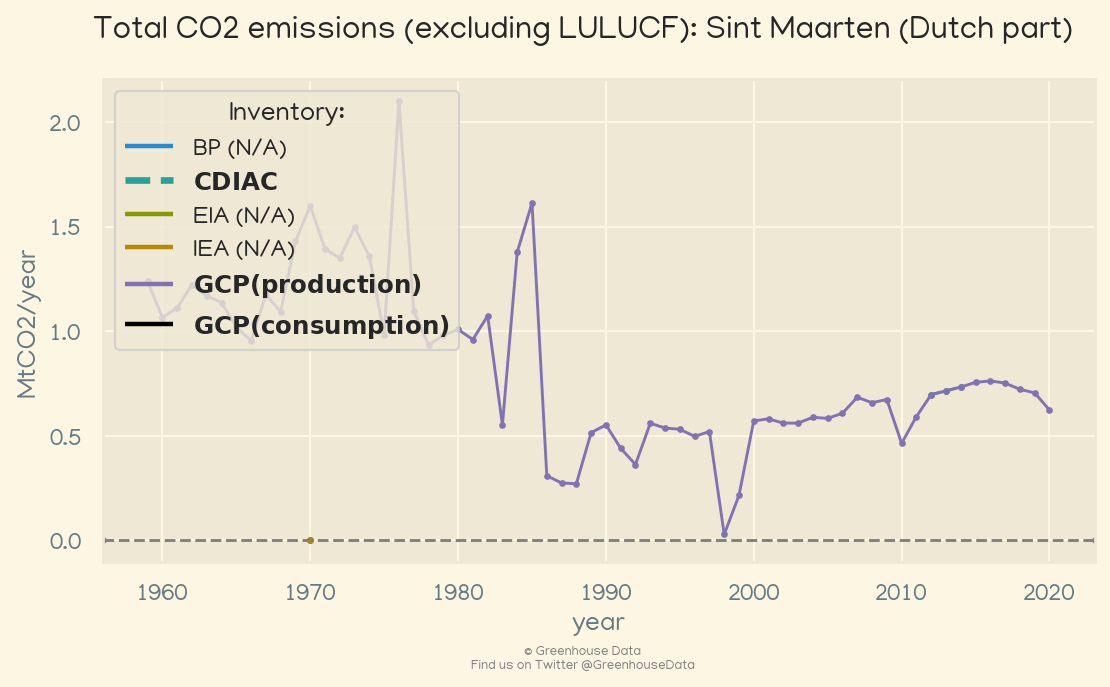 Total CO2 emissions (excluding LULUCF): Sint Maarten (Dutch part)
Inventory:
BP (N/A)
CDIAC
EIA (N/A)
IEA (N/A)
GCP(production)
GCP(consumption)
MtCO2/year
2.0
1.5
1.0
0.5
0.0
1960 1970 1980 1990 2000 2010 2020
year
© Greenhouse Data
Find us on Twitter @GreenhouseData